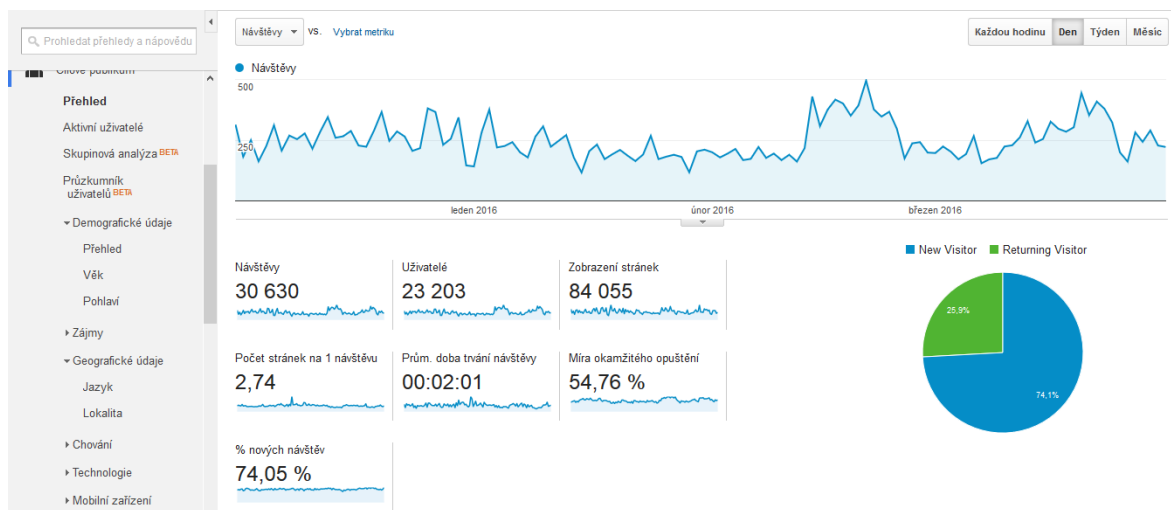 Prohledat přehledy a nápovědu
Cílové publikum
Přehled
Aktivní uživatelé
Skupinová analýza BETA
Průzkumník
uživatelů BETA
Demografické údaje
Přehled
Věk
Pohlaví
Zájmy
Geografické údaje
Jazyk
Lokalita
Chování
Technologie
Mobilní zařízení
Návštěvy VS. Vybrat metriku
Každou hodinu Den Týden Měsíc
Návštěvy
500
250
leden 2016 únor 2016 březen 2016
Návštěvy
30 630
Uživatelé
23 203
Zobrazení stránek
84 055
Počet stránek na 1 návštěvu
2,74
Prům. doba trvání návštěvy
00:02:01
Míra okamžitého opuštění
54,76 %
% nových návštěv
74,05 %
New Visitor Returning Visitor
25,9%
74,1%